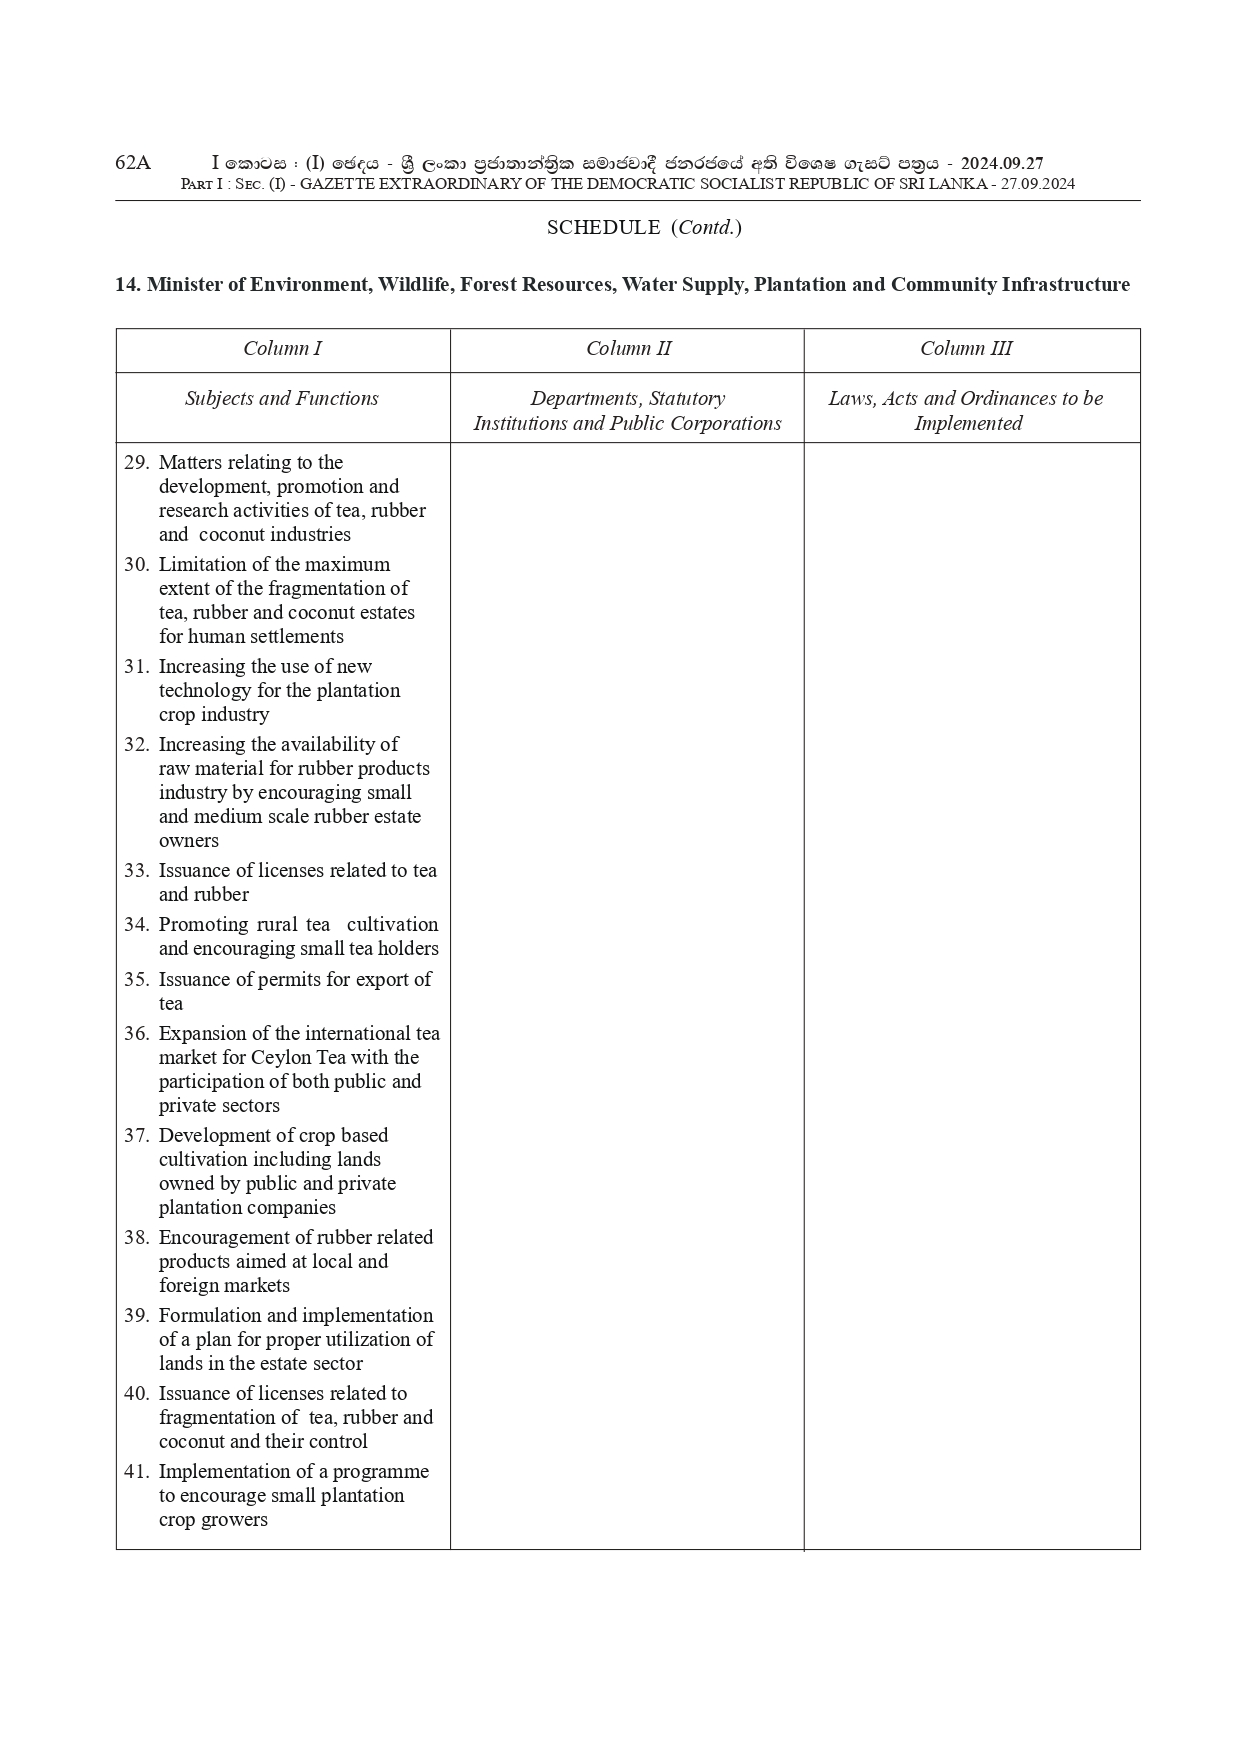 62A I කොටස : (I) ඡෙදය - ශ්‍රී ලංකා ප්‍රජාතාන්ත්‍රික සමාජවාදී ජනරජයේ අති විශෙෂ ගැසට් පත්‍රය - 2024.09.27
PART I : SEC. (I) - GAZETTE EXTRAORDINARY OF THE DEMOCRATIC SOCIALIST REPUBLIC OF SRI LANKA - 27.09.2024
SCHEDULE (Contd.)
14. Minister of Environment, Wildlife, Forest Resources, Water Supply, Plantation and Community Infrastructure
Column I
Column II
Column III
Subjects and Functions
Departments, Statutory
Institutions and Public Corporations
Laws, Acts and Ordinances to be
Implemented
29. Matters relating to the
development, promotion and
research activities of tea, rubber
and coconut industries
30. Limitation of the maximum
extent of the fragmentation of
tea, rubber and coconut estates
for human settlements
31. Increasing the use of new
technology for the plantation
crop industry
32. Increasing the availability of
raw material for rubber products
industry by encouraging small
and medium scale rubber estate
owners
33. Issuance of licenses related to tea
and rubber
34. Promoting rural tea cultivation
and encouraging small tea holders
35. Issuance of permits for export of
tea
36. Expansion of the international tea
market for Ceylon Tea with the
participation of both public and
private sectors
37. Development of crop based
cultivation including lands
owned by public and private
plantation companies
38. Encouragement of rubber related
products aimed at local and
foreign markets
39. Formulation and implementation
of a plan for proper utilization of
lands in the estate sector
40. Issuance of licenses related to
fragmentation of tea, rubber and
coconut and their control
41. Implementation of a programme
to encourage small plantation
crop growers